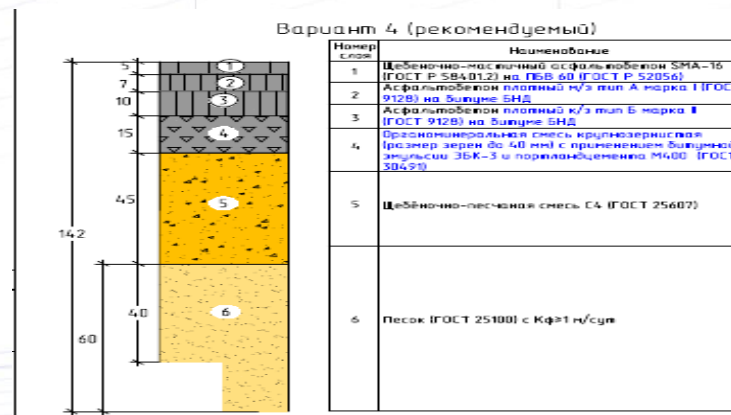 Вариант 4 (рекомендуемый)
Номер слоя
Наименование
1
Щебеночно-мастичный асфальтобетон SMA-16
(ГОСТ Р 58401.2) на ПБВ 60 (ГОСТ Р 52056)
2
Асфальтобетон плотный м/з тип А марка I (ГОС
9128) на битуме БНД
3
Асфальтобетон плотный к/з тип Б марка II
(ГОСТ 9128) на битуме БНД
4
Органоминеральная смесь крупнозернистая
(размер зерен до 40 мм) с применением битумной
эмульсии ЭБК-3 и портландцемента М400 (ГОСТ
30491)
5
Щебёночно-песчаная смесь С4 (ГОСТ 25607)
6
Песок (ГОСТ 25100) с Кф≥1 м/сут
5
7
10
15
45
40
142
60
1
2
3
4
5
6